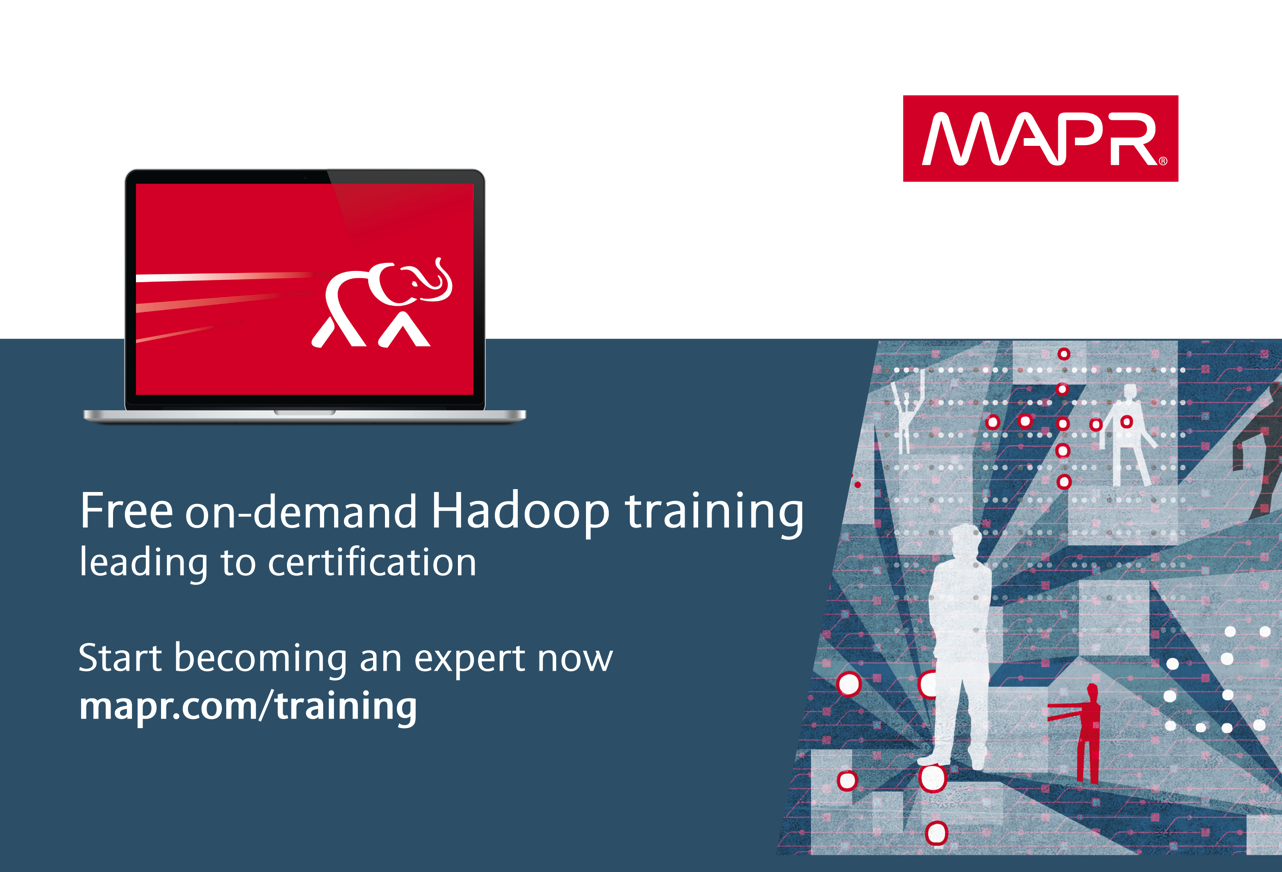 MAPR®
Free on-demand Hadoop training
leading to certification
Start becoming an expert now
mapr.com/training